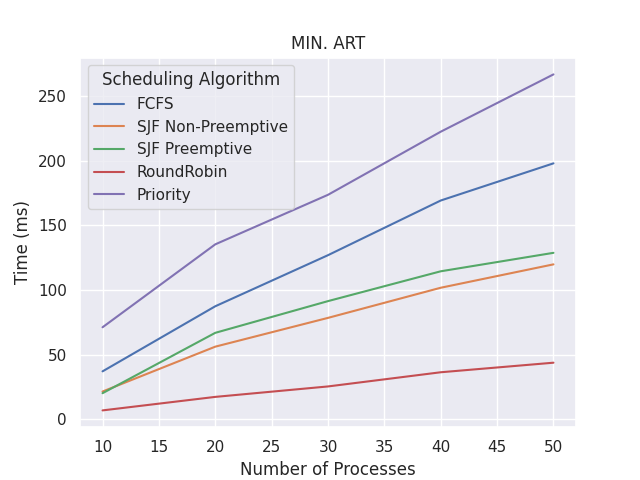 MIN. ART
Scheduling Algorithm
FCFS
SJF Non-Preemptive
SJF Preemptive
RoundRobin
Priority
Time (ms)
250
200
150
100
50
0
10 15 20 25 30 35 40 45 50
Number of Processes